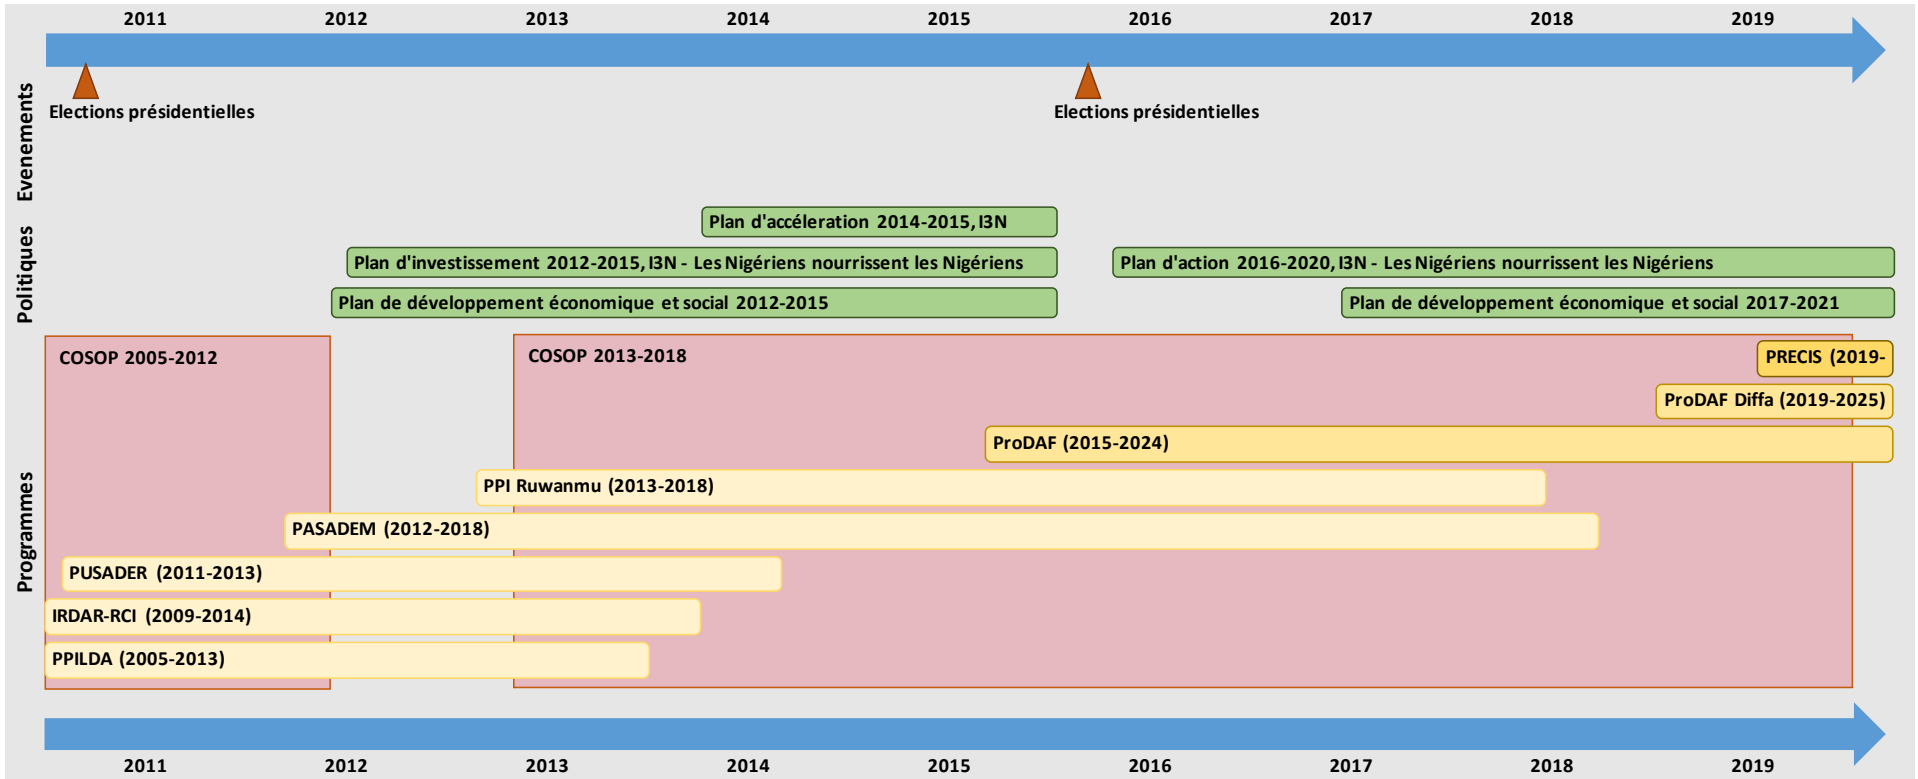 2011 2012 2013 2014 2015 2016 2017 2018 2019
Evenements
Elections présidentielles
Elections présidentielles
Politiques
Plan d'accéleration 2014-2015, I3N
Plan d'investissement 2012-2015, I3N - Les Nigériens nourrissent les Nigériens
Plan d'action 2016-2020, I3N - Les Nigériens nourrissent les Nigériens
Plan de développement économique et social 2012-2015
Plan de développement économique et social 2017-2021
Programmes
COSOP 2005-2012
COSOP 2013-2018
PRECIS (2019-
ProDAF Diffa (2019-2025)
ProDAF (2015-2024)
PPI Ruwanmu (2013-2018)
PASADEM (2012-2018)
PUSADER (2011-2013)
IRDAR-RCI (2009-2014)
PPILDA (2005-2013)
2011 2012 2013 2014 2015 2016 2017 2018 2019